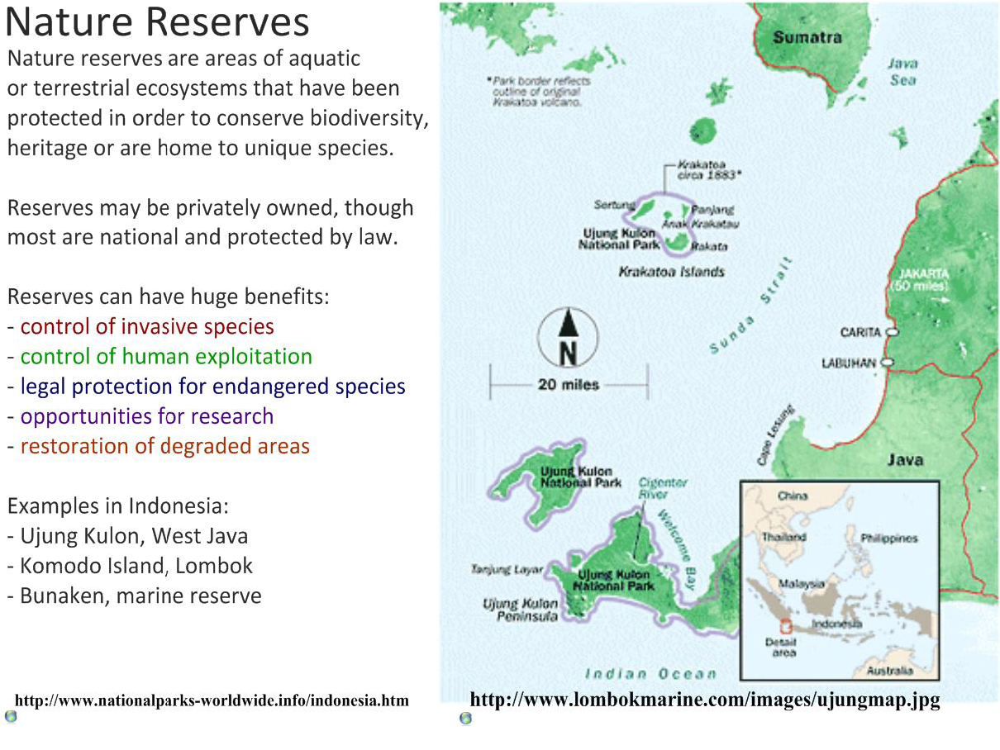 Nature Reserves
Nature reserves are areas of aquatic
or terrestrial ecosystems that have been
protected in order to conserve biodiversity,
heritage or are home to unique species.
Reserves may be privately owned, though
most are national and protected by law.
Reserves can have huge benefits:
- control of invasive species
- control of human exploitation
- legal protection for endangered species
- opportunities for research
- restoration of degraded areas
Examples in Indonesia:
- Ujung Kulon, West Java
- Komodo Island, Lombok
- Bunaken, marine reserve
http://www.nationalparks-worldwide.info/indonesia.htm
Sumatra
Java
Sea
*Park border reflects
outline of original
Krakatoa volcano.
Krakatoa
circa 1883*
Sertung
Panjang
Anak Krakatau
Ujung Kulon
National Park
Rakata
Krakatoa Islands
Sunda Strait
JAKARTA
(50 miles)
CARITA
LABUHAN
N
20 miles
Cape Lesung
Java
Ujung Kulon
National Park
Cigenter
River
Welcome Bay
Tanjung Layar
Ujung Kulon
National Park
Ujung Kulon
Peninsula
China
Thailand
Philippines
Malaysia
Indonesia
Detail
area
Australia
Indian Ocean
http://www.lombokmarine.com/images/ujungmap.jpg